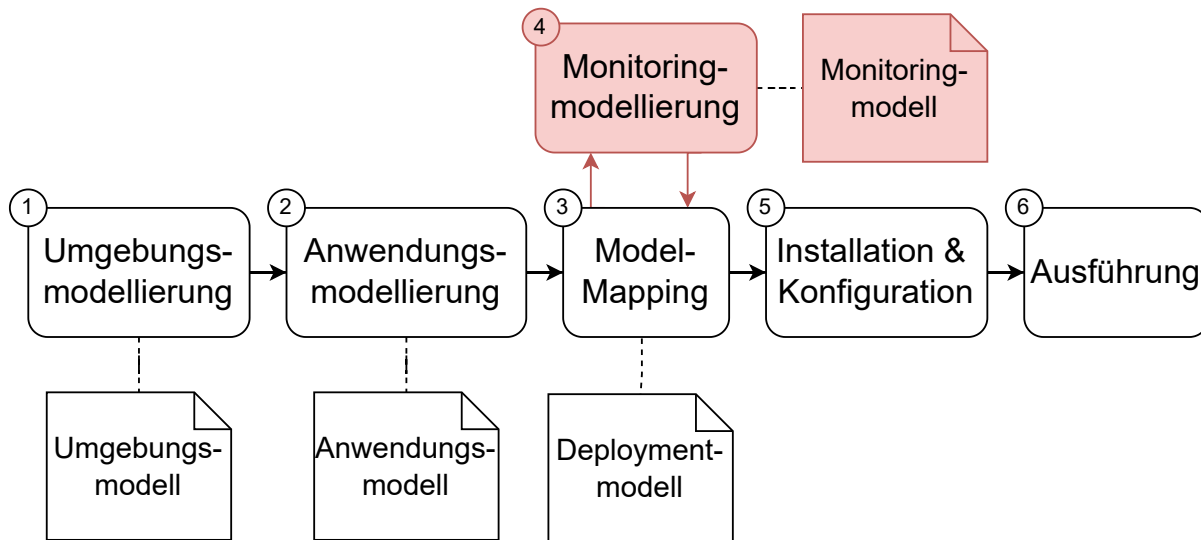 4
Monitoring-
modellierung
Monitoring-
modell
1
Umgebungs-
modellierung
2
Anwendungs-
modellierung
3
Model-
Mapping
5
Installation &
Konfiguration
6
Ausführung
Umgebungs-
modell
Anwendungs-
modell
Deployment-
modell